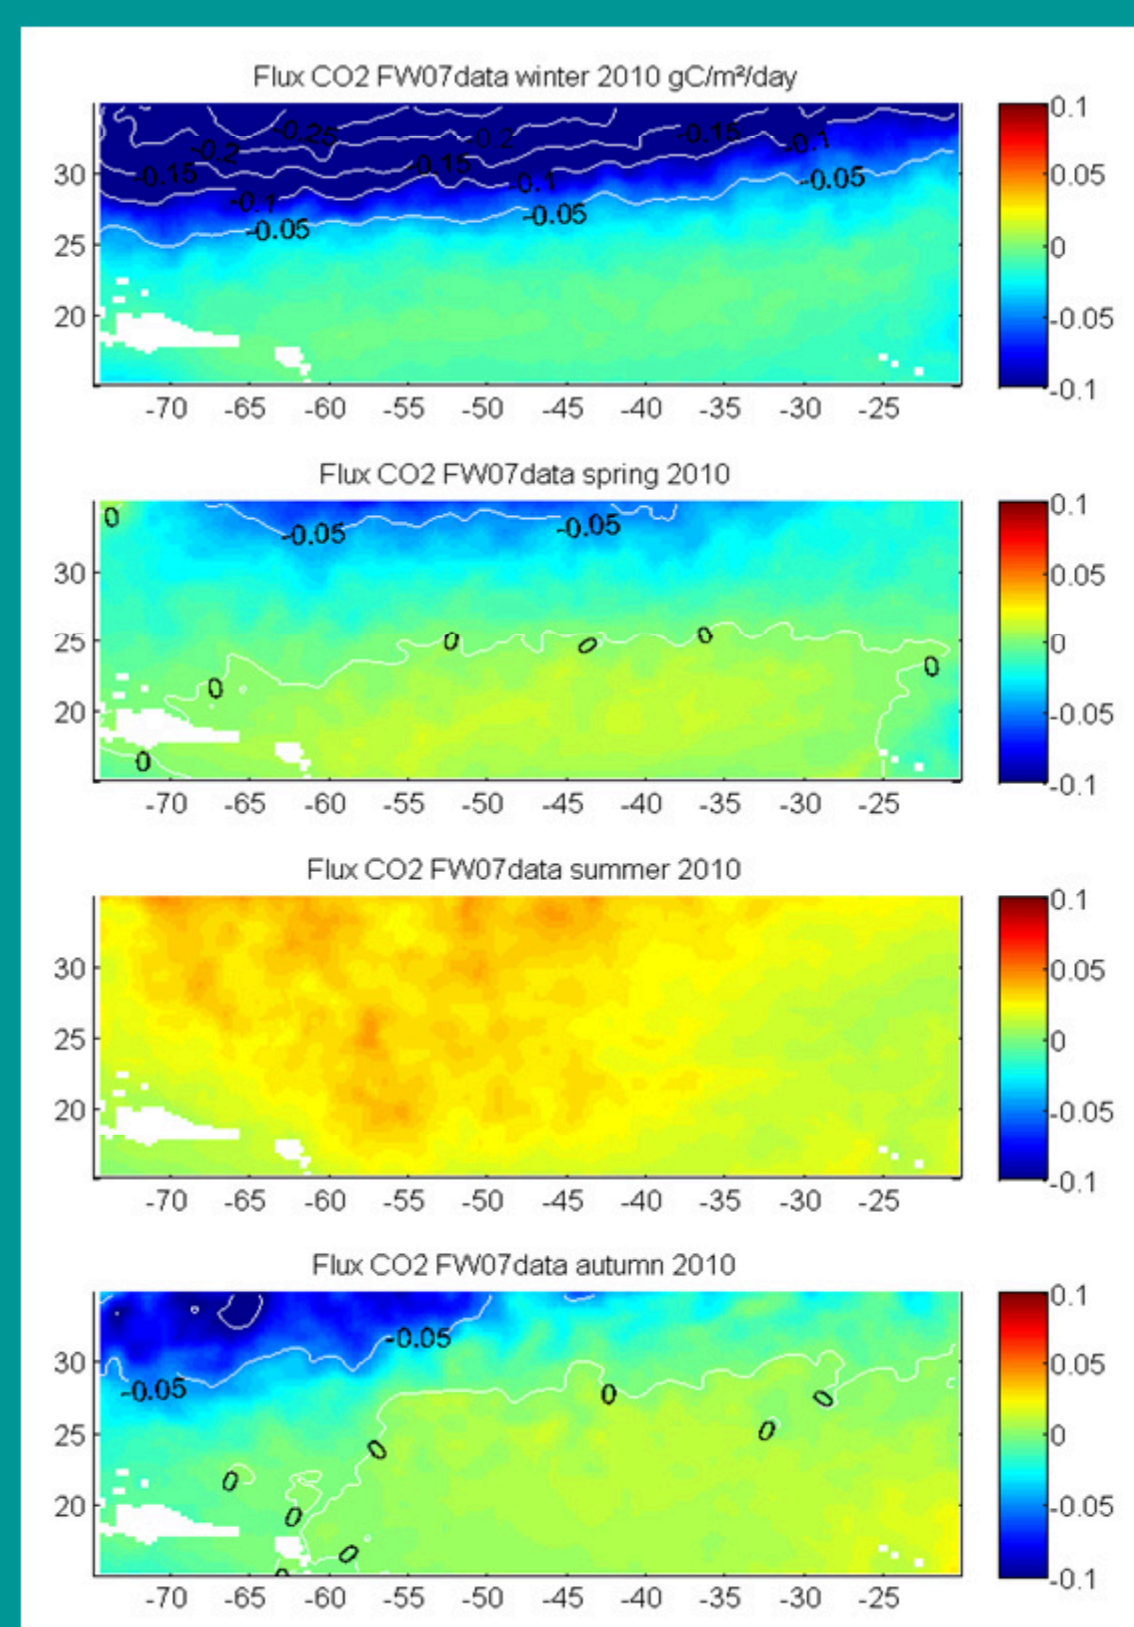 Flux CO2 FW07data winter 2010 gC/m²/day
-0.25 -0.2 -0.15 -0.1
-0.2 -0.15 -0.1 -0.05
-0.15 -0.1 -0.05
-0.05
30
25
20
-70 -65 -60 -55 -50 -45 -40 -35 -30 -25
0.1
0.05
0
-0.05
-0.1
Flux CO2 FW07data spring 2010
0 -0.05 -0.05
0 0 0 0 0
0
30
25
20
-70 -65 -60 -55 -50 -45 -40 -35 -30 -25
0.1
0.05
0
-0.05
-0.1
Flux CO2 FW07data summer 2010
30
25
20
-70 -65 -60 -55 -50 -45 -40 -35 -30 -25
0.1
0.05
0
-0.05
-0.1
Flux CO2 FW07data autumn 2010
-0.05
-0.05 0 0
0 0
0 0 0
0
30
25
20
-70 -65 -60 -55 -50 -45 -40 -35 -30 -25
0.1
0.05
0
-0.05
-0.1